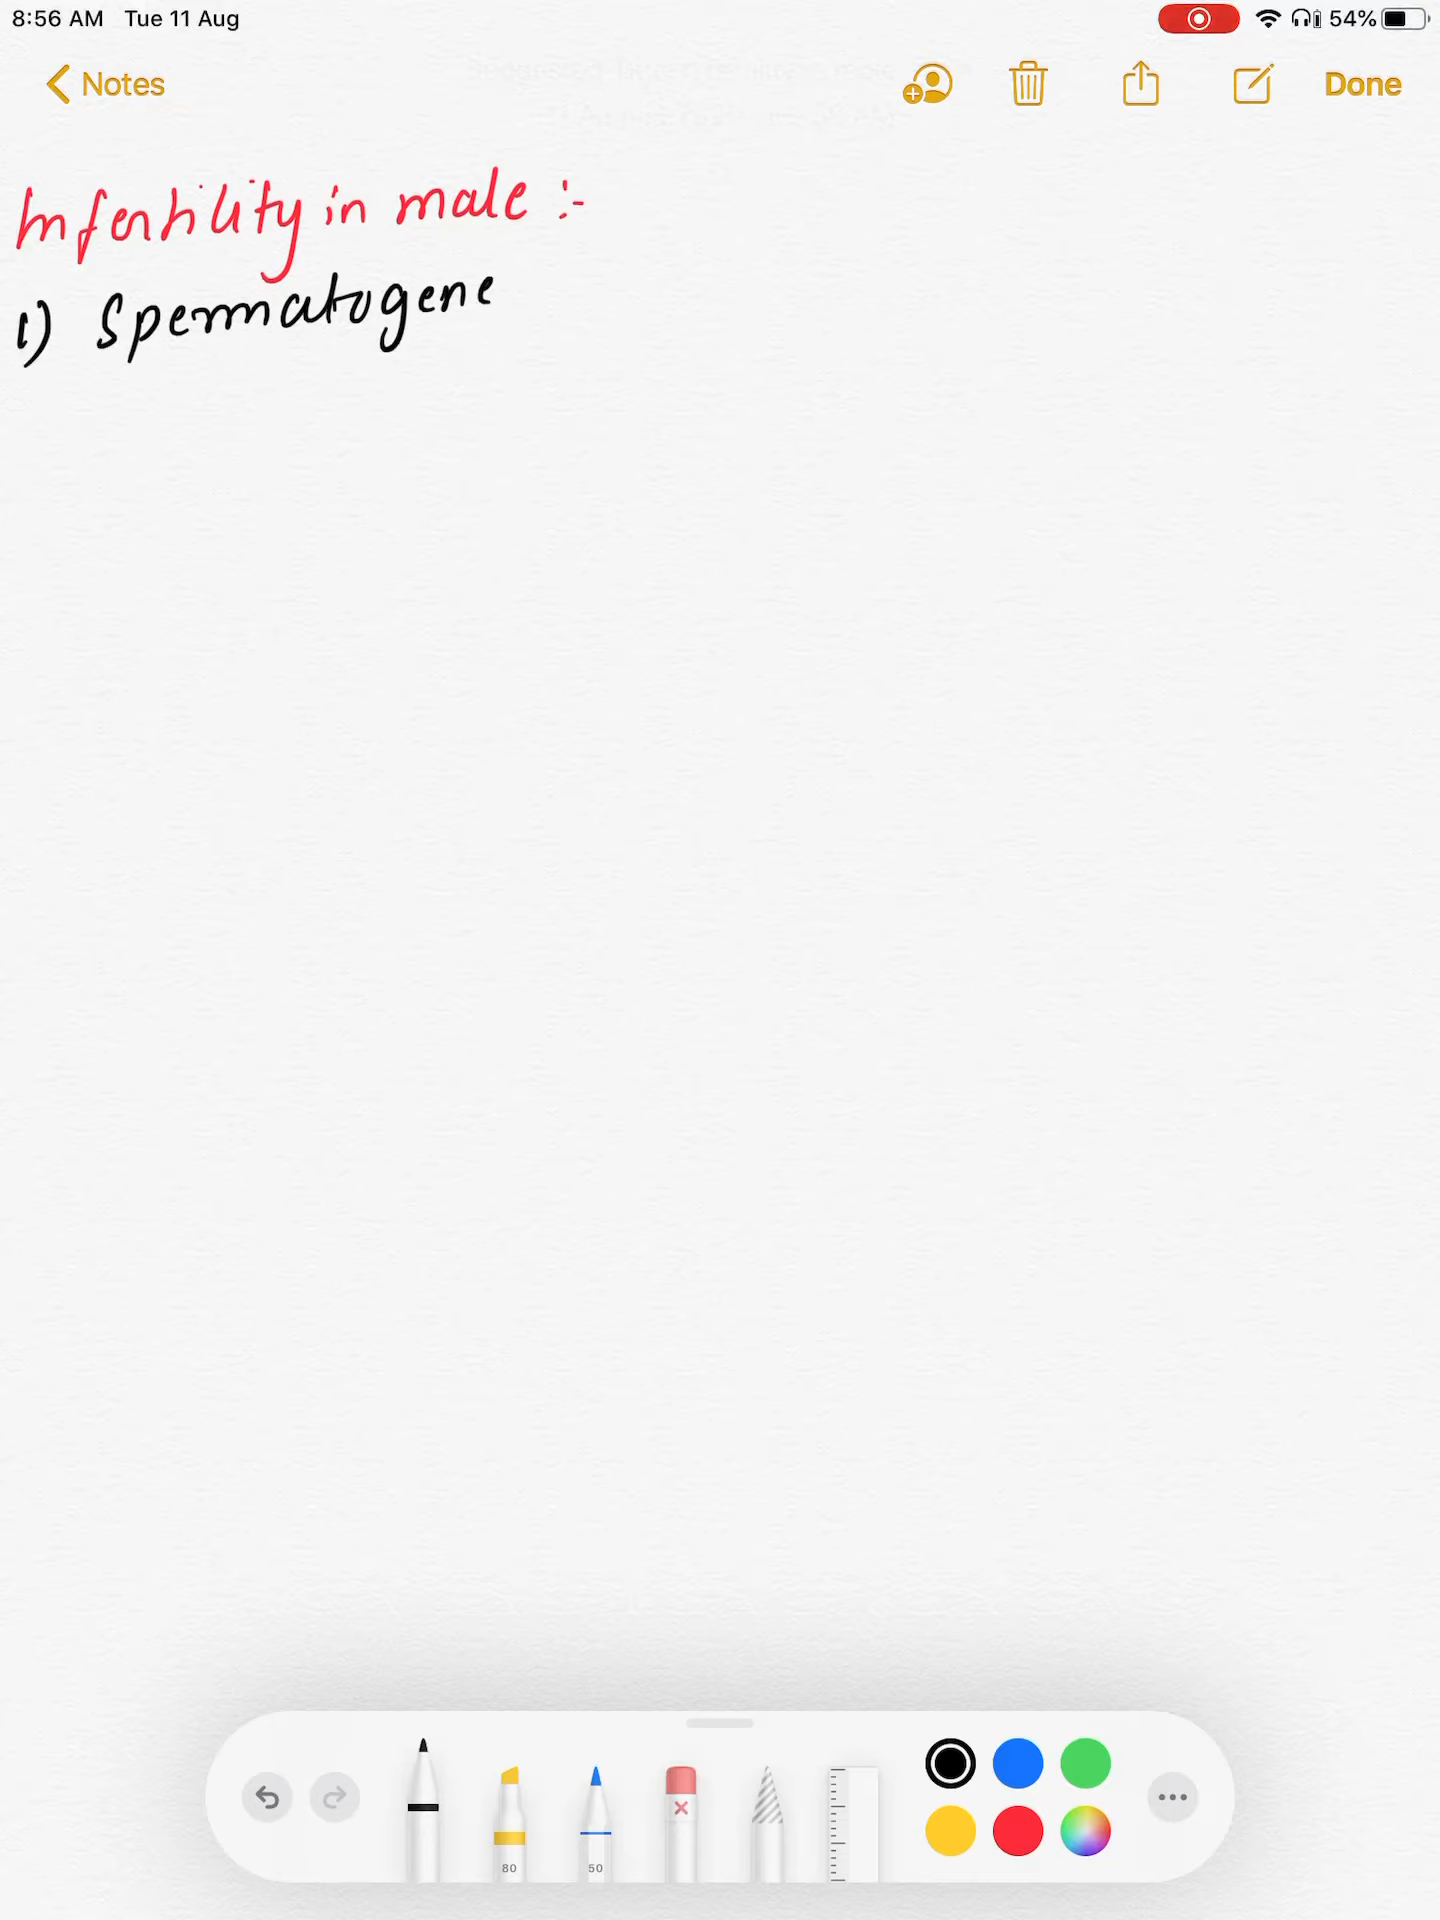 8:56 AM Tue 11 Aug 54%
Notes Done
Infertility in male :-
1) Spermatogene
80 50